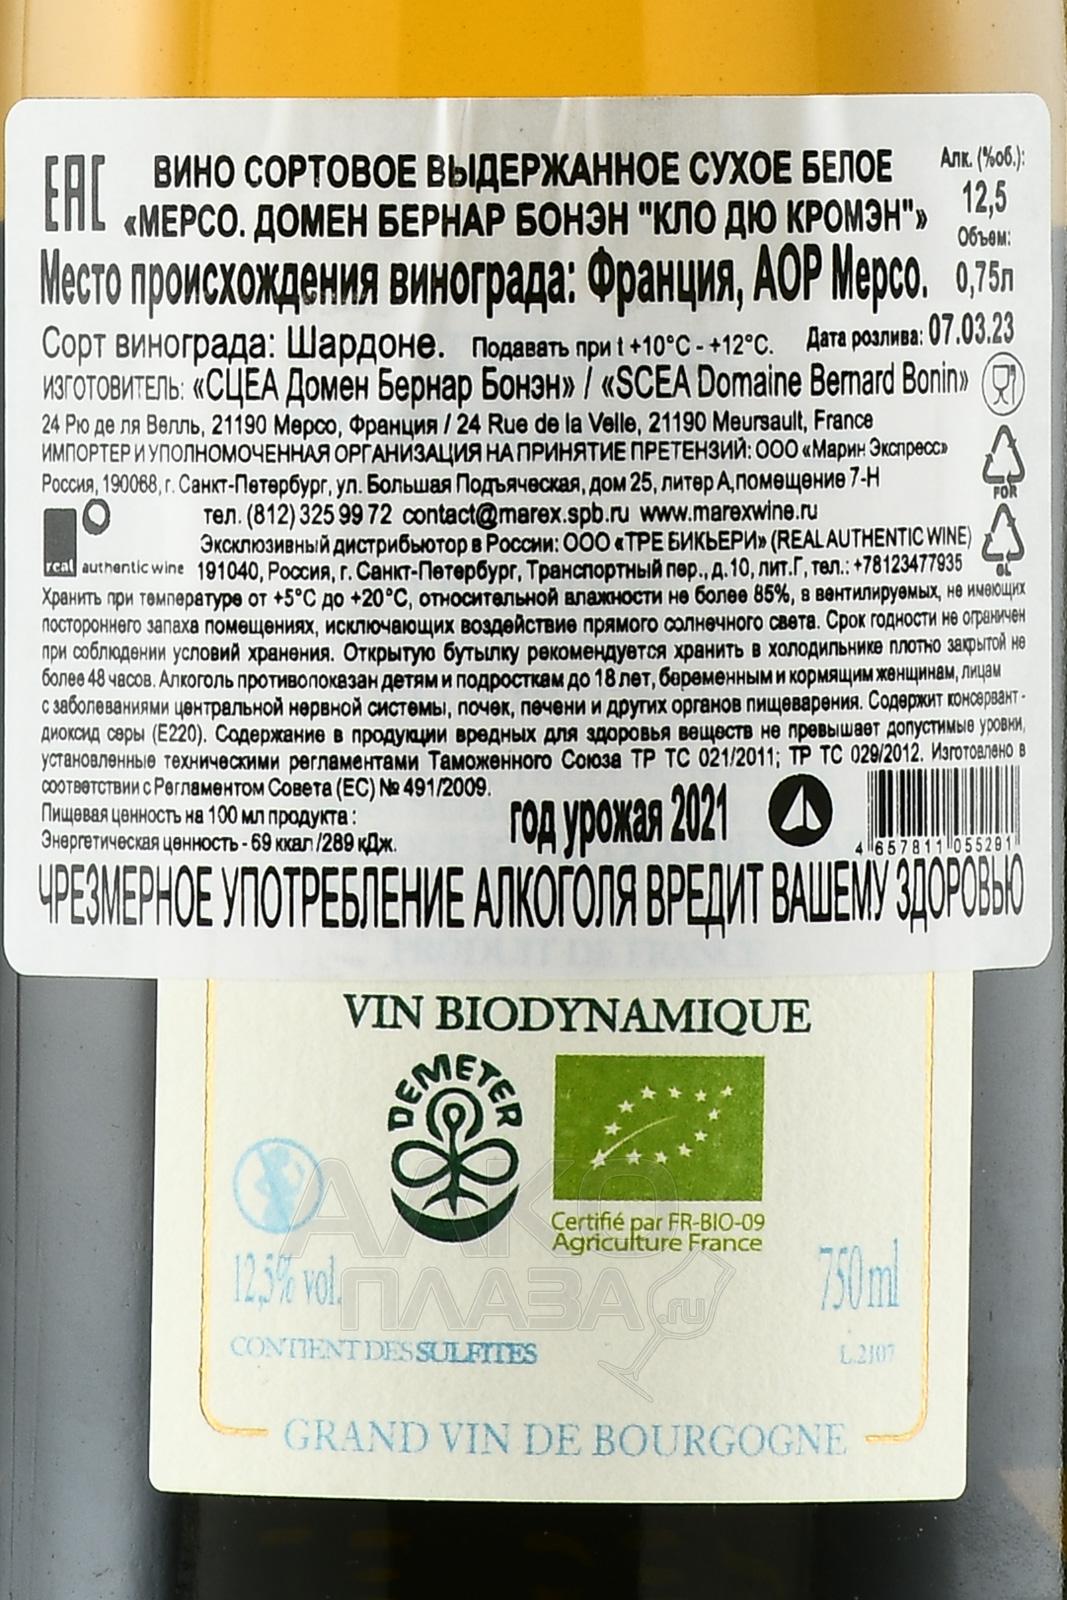 EAC
ВИНО СОРТОВОЕ ВЫДЕРЖАННОЕ СУХОЕ БЕЛОЕ
«МЕРСО. ДОМЕН БЕРНАР БОНЭН "КЛО ДЮ КРОМЭН"»
Алк. (%об.):
12,5
Объем:
0,75л
Место происхождения винограда: Франция, АОР Мерсо.
Сорт винограда: Шардоне. Подавать при t +10°C - +12°C. Дата розлива: 07.03.23
ИЗГОТОВИТЕЛЬ: «СЦЕА Домен Бернар Бонэн» / «SCEA Domaine Bernard Bonin»
24 Рю де ля Велль, 21190 Мерсо, Франция / 24 Rue de la Velle, 21190 Meursault, France
ИМПОРТЕР И УПОЛНОМОЧЕННАЯ ОРГАНИЗАЦИЯ НА ПРИНЯТИЕ ПРЕТЕНЗИЙ: ООО «Марин Экспресс»
Россия, 190068, г. Санкт-Петербург, ул. Большая Подъяческая, дом 25, литер А, помещение 7-Н
тел. (812) 325 99 72 contact@marex.spb.ru www.marexwine.ru
Эксклюзивный дистрибьютор в России: ООО «ТРЕ БИКЬЕРИ» (REAL AUTHENTIC WINE)
real authentic wine 191040, Россия, г. Санкт-Петербург, Транспортный пер., д.10, лит.Г, тел.: +78123477935
FOR
GL
Хранить при температуре от +5°C до +20°C, относительной влажности не более 85%, в вентилируемых, не имеющих
постороннего запаха помещениях, исключающих воздействие прямого солнечного света. Срок годности не ограничен
при соблюдении условий хранения. Открытую бутылку рекомендуется хранить в холодильнике плотно закрытой не
более 48 часов. Алкоголь противопоказан детям и подросткам до 18 лет, беременным и кормящим женщинам, лицам
с заболеваниями центральной нервной системы, почек, печени и других органов пищеварения. Содержит консервант -
диоксид серы (Е220). Содержание в продукции вредных для здоровья веществ не превышает допустимые уровни,
установленные техническими регламентами Таможенного Союза ТР ТС 021/2011; ТР ТС 029/2012. Изготовлено в
соответствии с Регламентом Совета (ЕС) № 491/2009.
Пищевая ценность на 100 мл продукта:
Энергетическая ценность - 69 ккал /289 кДж.
год урожая 2021
4 657811 055291
ЧРЕЗМЕРНОЕ УПОТРЕБЛЕНИЕ АЛКОГОЛЯ ВРЕДИТ ВАШЕМУ ЗДОРОВЬЮ
PRODUIT DE FRANCE
VIN BIODYNAMIQUE
DEMETER
Certifié par FR-BIO-09
Agriculture France
АЛКО
ПЛАЗА.ru
12,5% vol. 750 ml
CONTIENT DES SULFITES L.2107
GRAND VIN DE BOURGOGNE